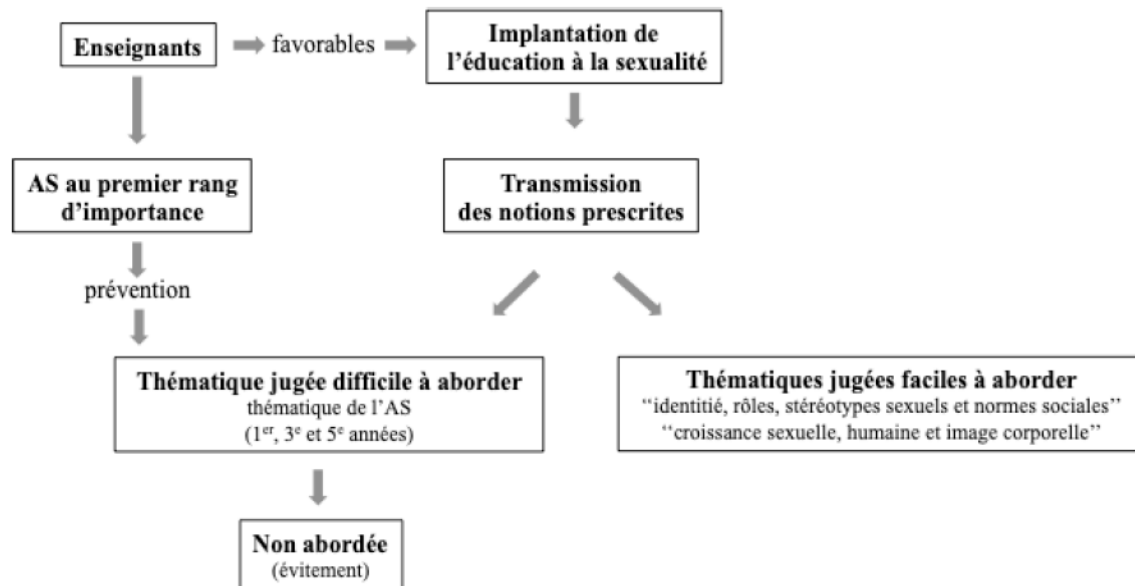 Enseignants
favorables
Implantation de
l’éducation à la sexualité
AS au premier rang
d’importance
Transmission
des notions prescrites
prévention
Thématique jugée difficile à aborder
thématique de l’AS
(1er, 3e et 5e années)
Thématiques jugées faciles à aborder
‘‘identitié, rôles, stéréotypes sexuels et normes sociales’’
‘‘croissance sexuelle, humaine et image corporelle’’
Non abordée
(évitement)